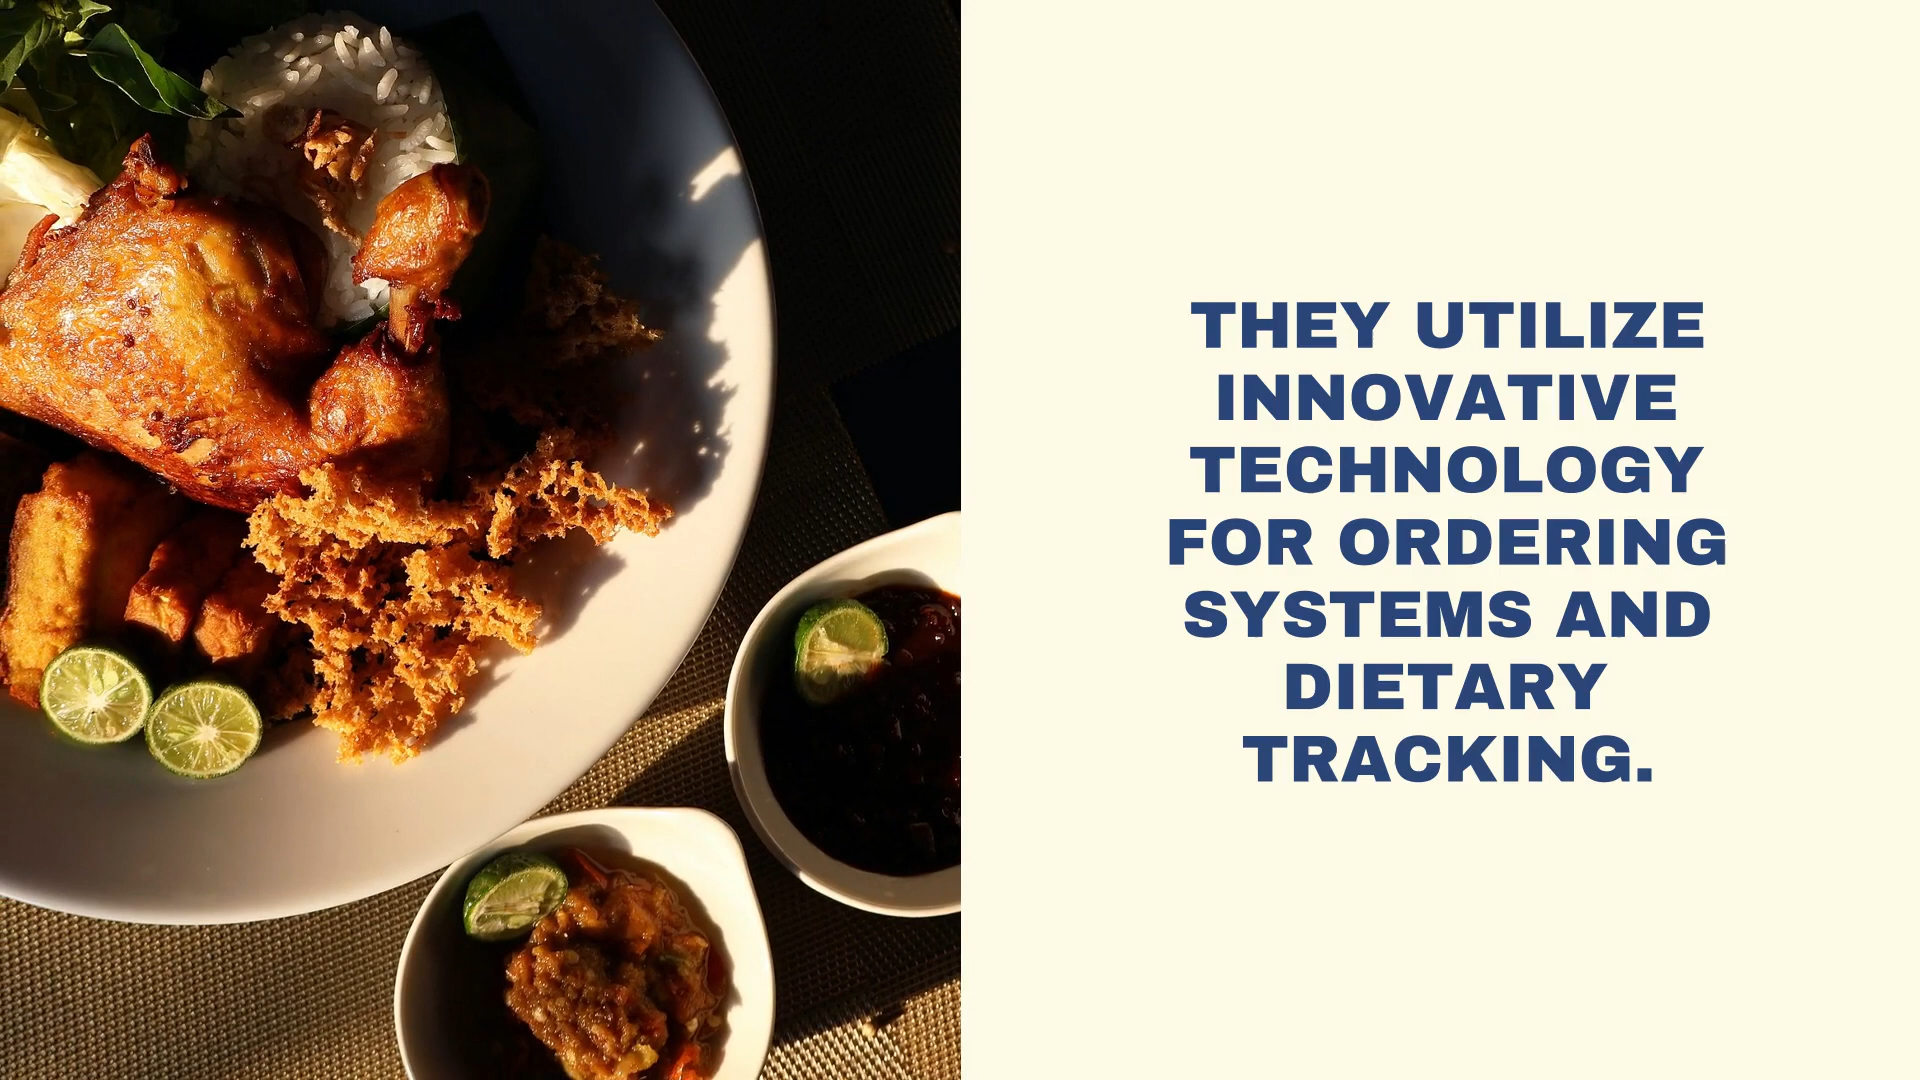 THEY UTILIZE
INNOVATIVE
TECHNOLOGY
FOR ORDERING
SYSTEMS AND
DIETARY
TRACKING.